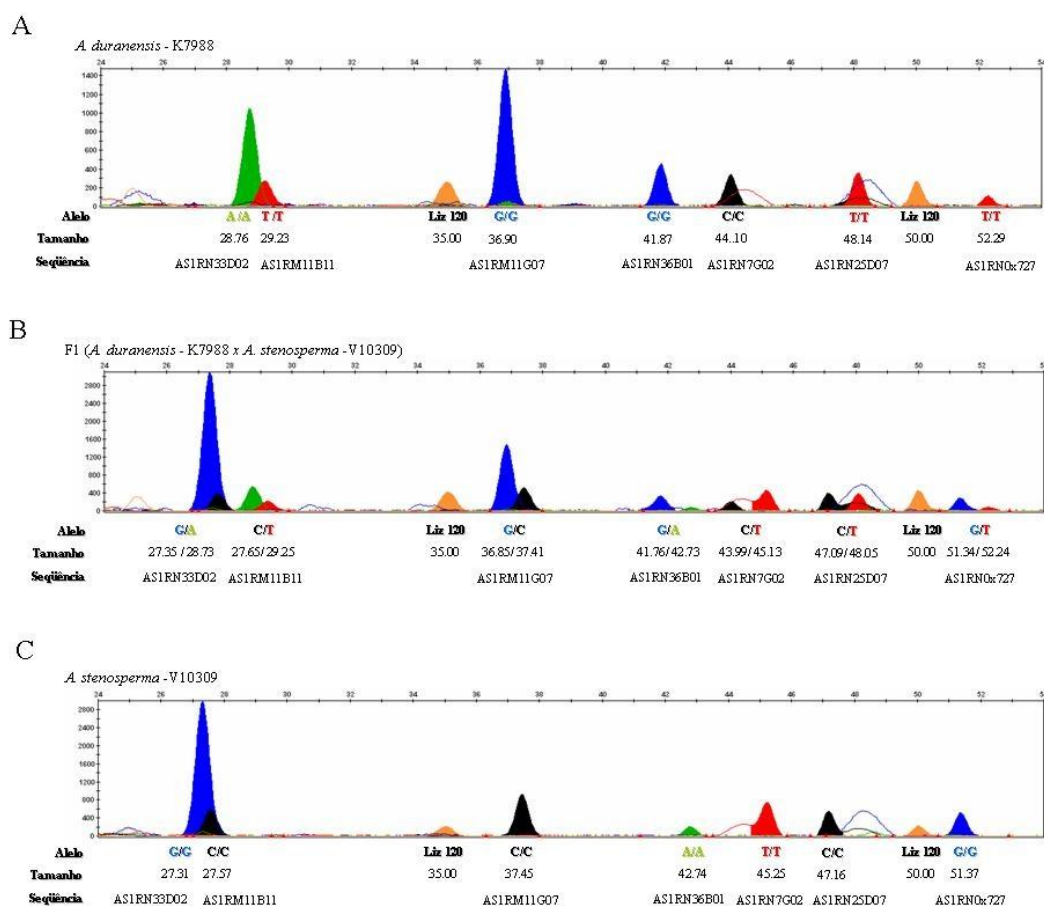 A
A duranensis - K7988
24 26 28 30 32 34 36 38 40 42 44 46 48 50 52 54
1400
1200
1000
800
600
400
200
0
Alelo A/A T/T Liz 120 G/G G/G C/C T/T Liz 120 T/T
Tamanho 28.76 29.23 35.00 36.90 41.87 44.10 48.14 50.00 52.29
Seqüência AS1RN33D02 AS1RM11B11 AS1RM11G07 AS1RN36B01 AS1RN7G02 AS1RN25D07 AS1RN0x727
B
F1 (A duranensis - K7988 x A. stenosperma -V10309)
24 26 28 30 32 34 36 38 40 42 44 46 48 50 52 54
2800
2400
2000
1600
1200
800
400
0
Alelo G/A C/T Liz 120 G/C G/A C/T C/T Liz 120 G/T
Tamanho 27.35/28.73 27.65/29.25 35.00 36.85/37.41 41.76/42.73 43.99/45.13 47.09/48.05 50.00 51.34/52.24
Seqüência AS1RN33D02 AS1RM11B11 AS1RM11G07 AS1RN36B01 AS1RN7G02 AS1RN25D07 AS1RN0x727
C
A. stenosperma -V10309
24 26 28 30 32 34 36 38 40 42 44 46 48 50 52 54
2800
2400
2000
1600
1200
800
400
0
Alelo G/G C/C Liz 120 C/C A/A T/T C/C Liz 120 G/G
Tamanho 27.31 27.57 35.00 37.45 42.74 45.25 47.16 50.00 51.37
Seqüência AS1RN33D02 AS1RM11B11 AS1RM11G07 AS1RN36B01 AS1RN7G02 AS1RN25D07 AS1RN0x727